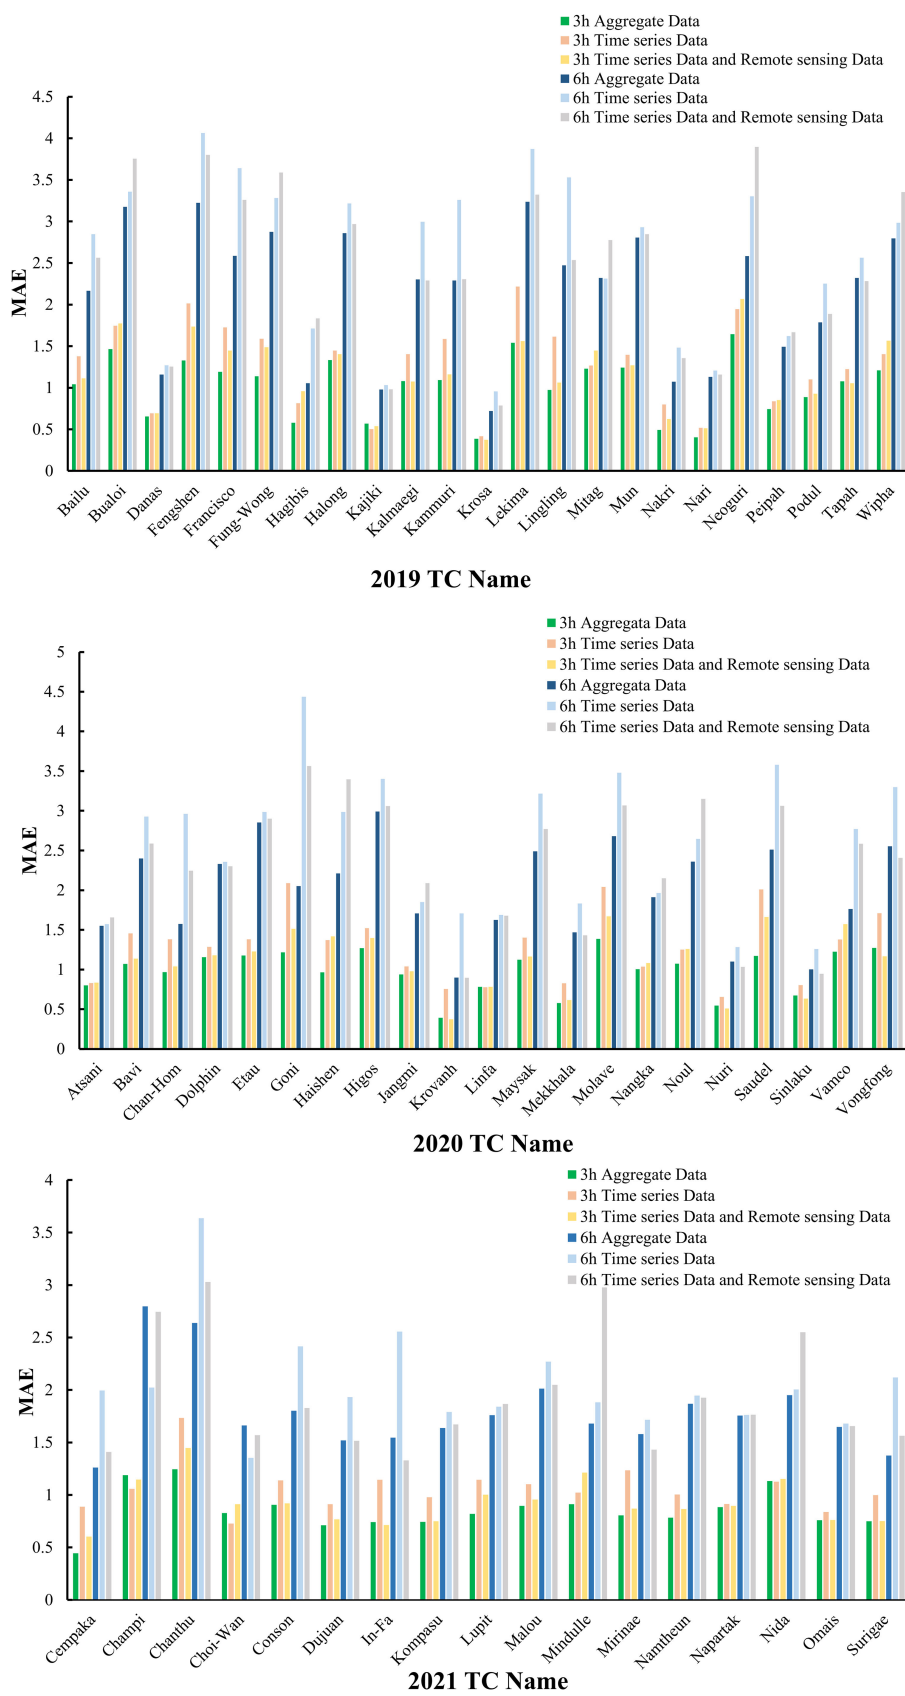 3h Aggregate Data
3h Time series Data
3h Time series Data and Remote sensing Data
6h Aggregate Data
6h Time series Data
6h Time series Data and Remote sensing Data
4.5
4
3.5
3
2.5
2
1.5
1
0.5
0
MAE
Bailu
Bualoi
Danas
Fengshen
Francisco
Fung-Wong
Hagibis
Halong
Kajiki
Kalmaegi
Kammuri
Krosa
Lekima
Lingling
Mitag
Mun
Nakri
Nari
Neoguri
Peipah
Podul
Tapah
Wipha
2019 TC Name
3h Aggregata Data
3h Time series Data
3h Time series Data and Remote sensing Data
6h Aggregata Data
6h Time series Data
6h Time series Data and Remote sensing Data
5
4.5
4
3.5
3
2.5
2
1.5
1
0.5
0
MAE
Atsani
Bavi
Chan-Hom
Dolphin
Etau
Goni
Haishen
Higos
Jangmi
Krovanh
Linfa
Maysak
Mekkhala
Molave
Nangka
Noul
Nuri
Saudel
Sinlaku
Vamco
Vongfong
2020 TC Name
3h Aggregate Data
3h Time series Data
3h Time series Data and Remote sensing Data
6h Aggregate Data
6h Time series Data
6h Time series Data and Remote sensing Data
4
3.5
3
2.5
2
1.5
1
0.5
0
MAE
Cempaka
Champi
Chanthu
Choi-Wan
Conson
Dujuan
In-Fa
Kompasu
Lupit
Malou
Mindulle
Mirinae
Namtheun
Napartak
Nida
Omais
Surigae
2021 TC Name